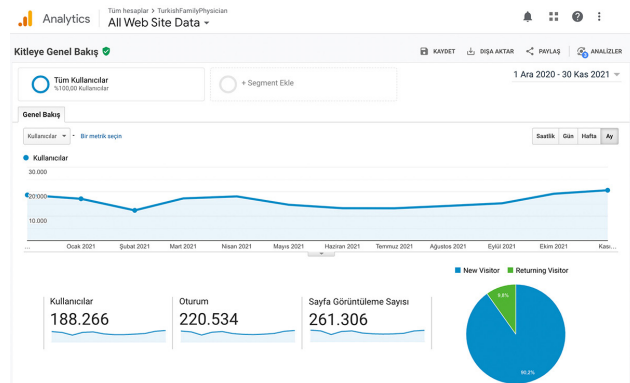 Analytics
Tüm hesaplar > TurkishFamilyPhysician
All Web Site Data
Kitleye Genel Bakış
KAYDET
DIŞA AKTAR
PAYLAŞ
ANALİZLER
Tüm Kullanıcılar
%100,00 Kullanıcılar
+ Segment Ekle
1 Ara 2020 - 30 Kas 2021
Genel Bakış
Kullanıcılar
Bir metrik seçin
Saatlik Gün Hafta Ay
Kullanıcılar
30.000
20.000
10.000
... Ocak 2021 Şubat 2021 Mart 2021 Nisan 2021 Mayıs 2021 Haziran 2021 Temmuz 2021 Ağustos 2021 Eylül 2021 Ekim 2021 Kası...
New Visitor Returning Visitor
Kullanıcılar
188.266
Oturum
220.534
Sayfa Görüntüleme Sayısı
261.306
9,8%
90,2%